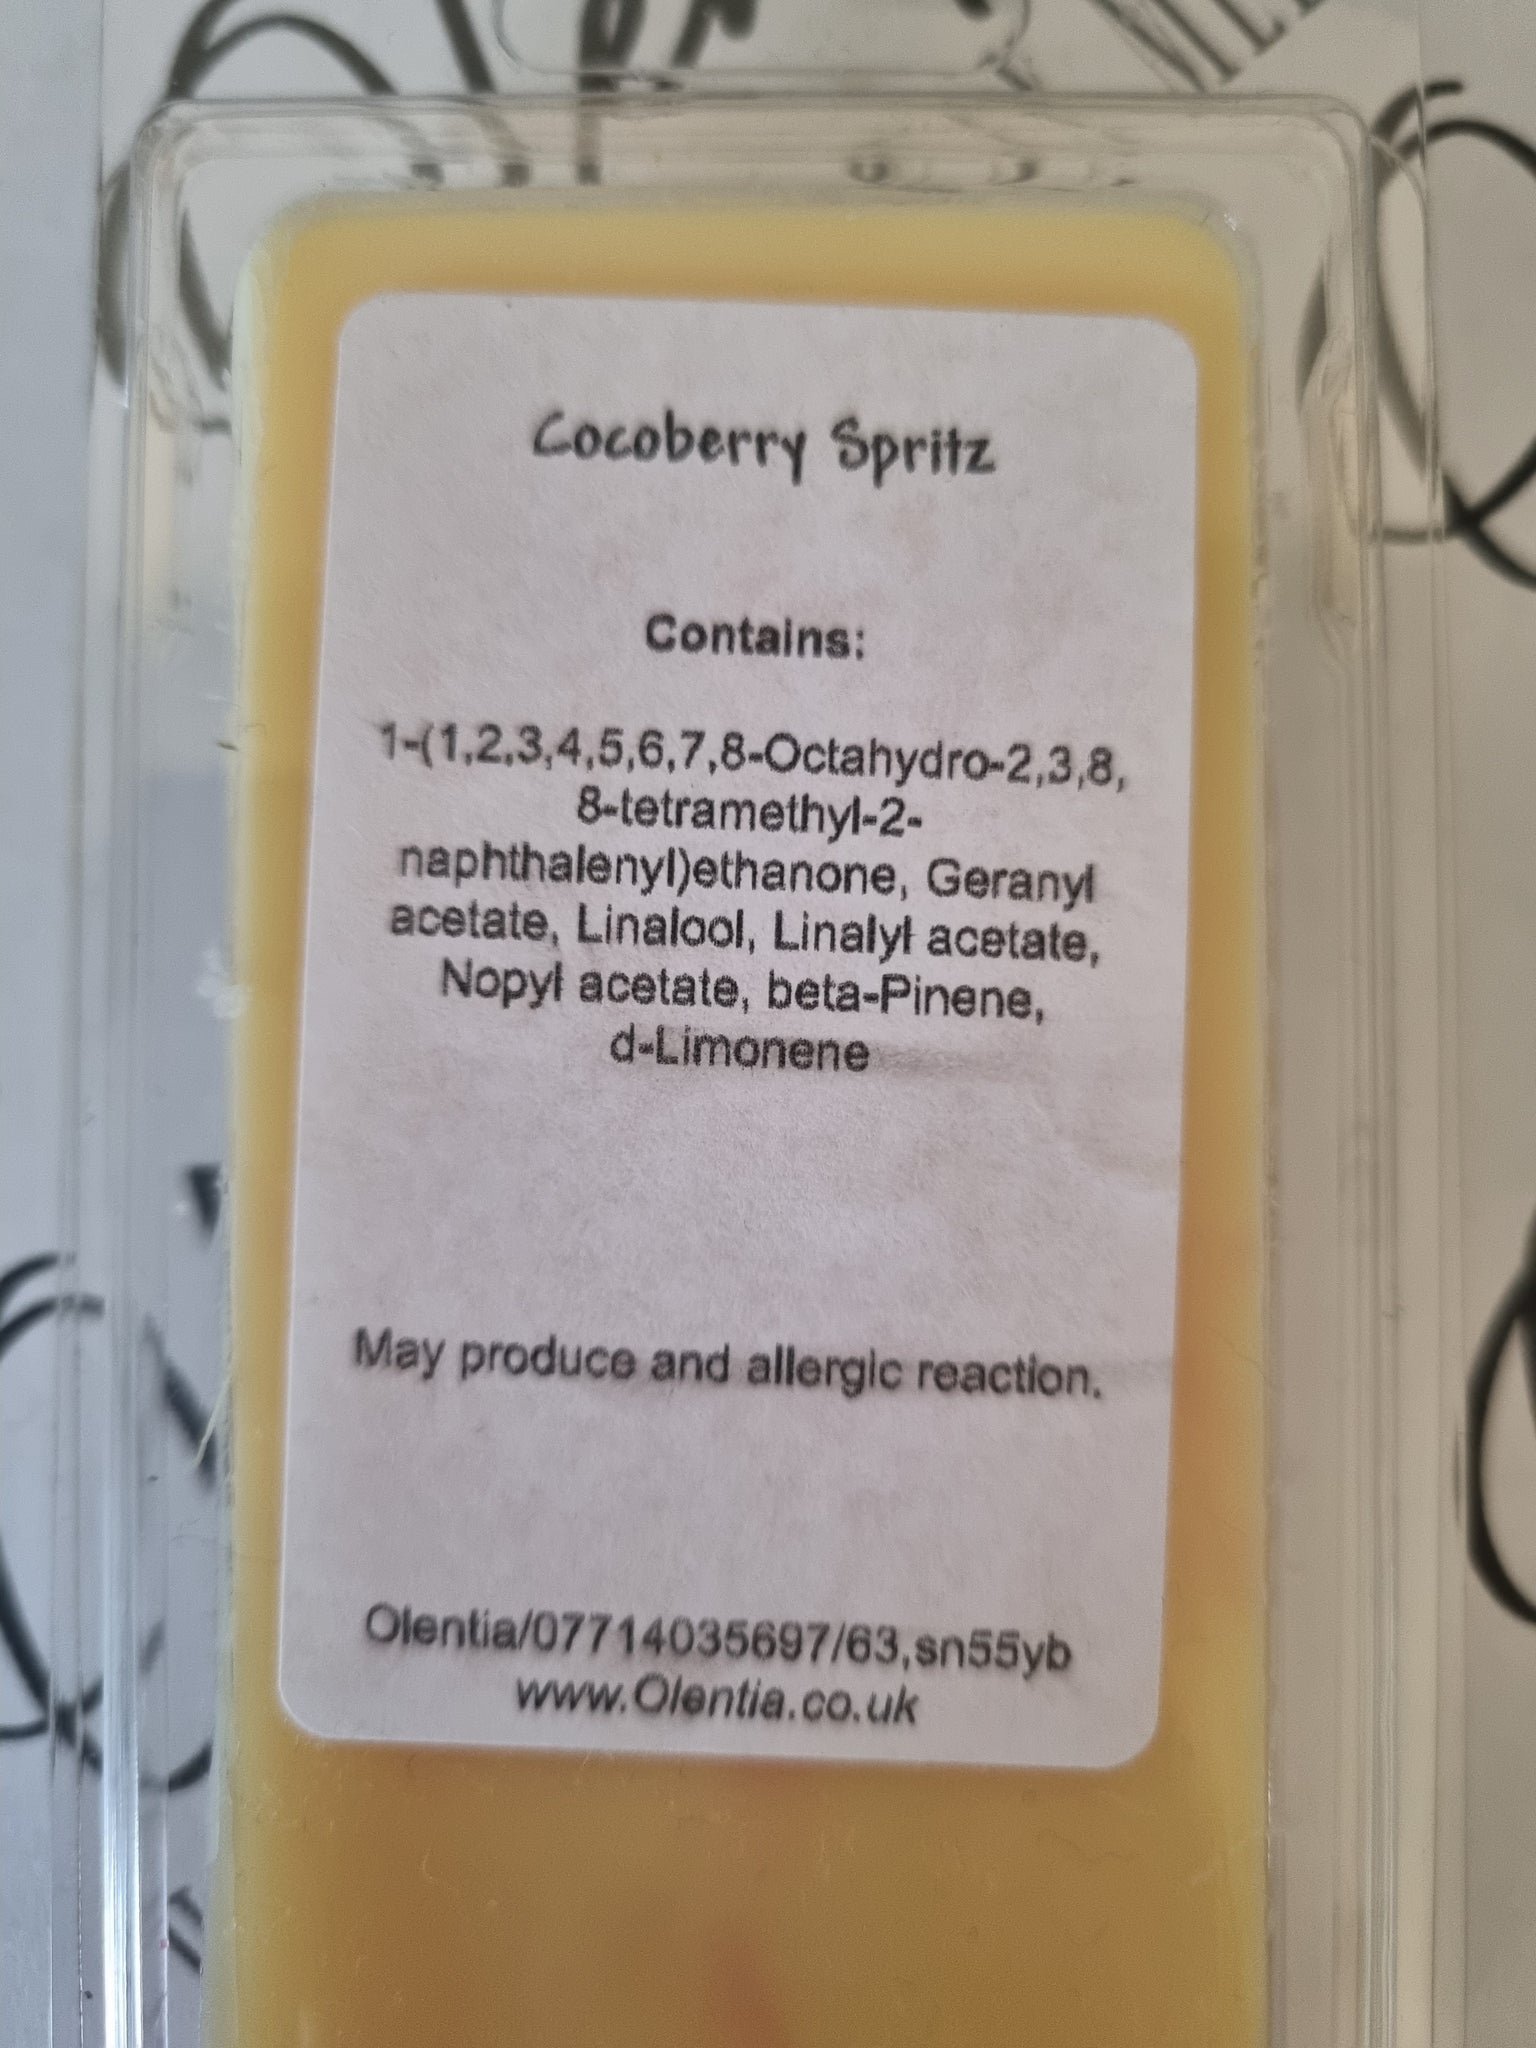 Cocoberry Spritz
Contains:
1-(1,2,3,4,5,6,7,8-Octahydro-2,3,8,
8-tetramethyl-2-
naphthalenyl)ethanone, Geranyl
acetate, Linalool, Linalyl acetate,
Nopyl acetate, beta-Pinene,
d-Limonene
May produce and allergic reaction.
Olentia/07714035697/63,sn55yb
www.Olentia.co.uk